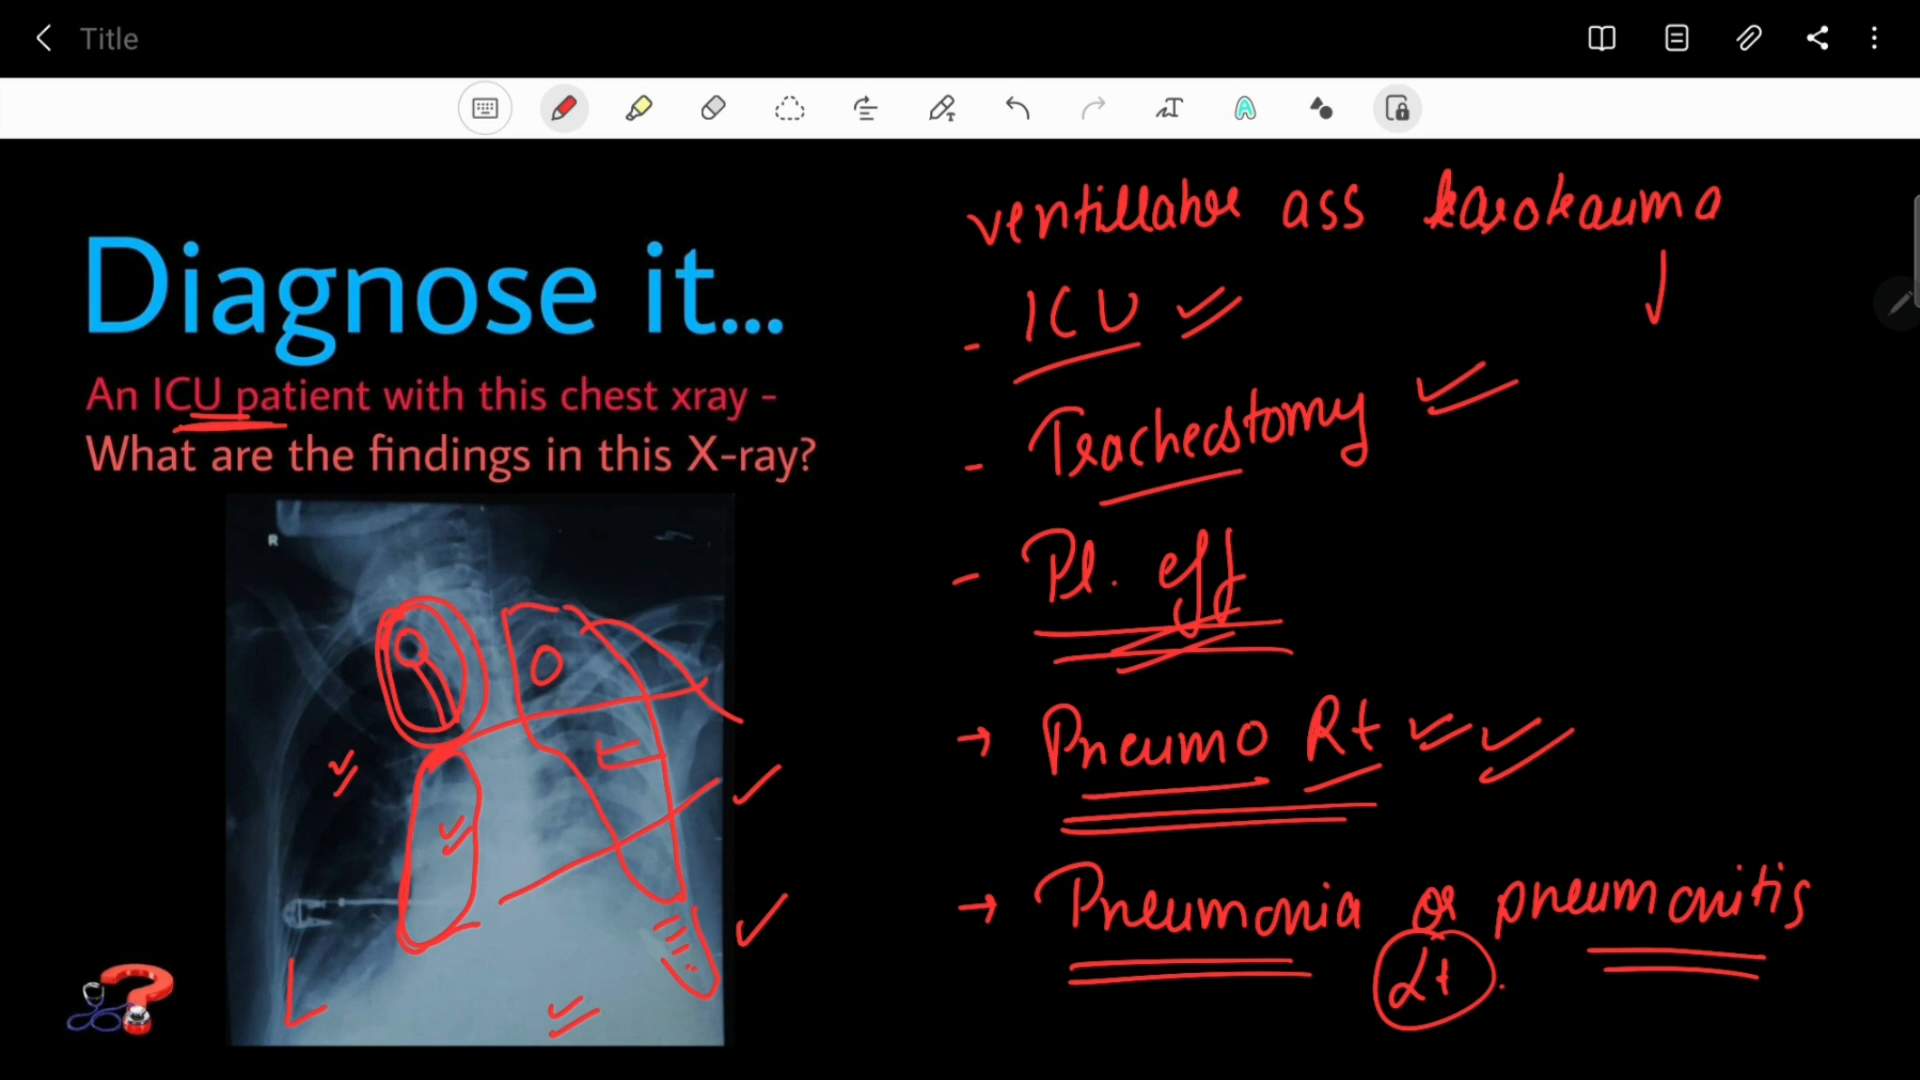 Title
Diagnose it...
An ICU patient with this chest xray -
What are the findings in this X-ray?
R
ventillator ass barotrauma
- ICU
- Tracheostomy
- Pl. eff
→ Pneumo Rt
→ Pneumonia or pneumonitis
Lt.